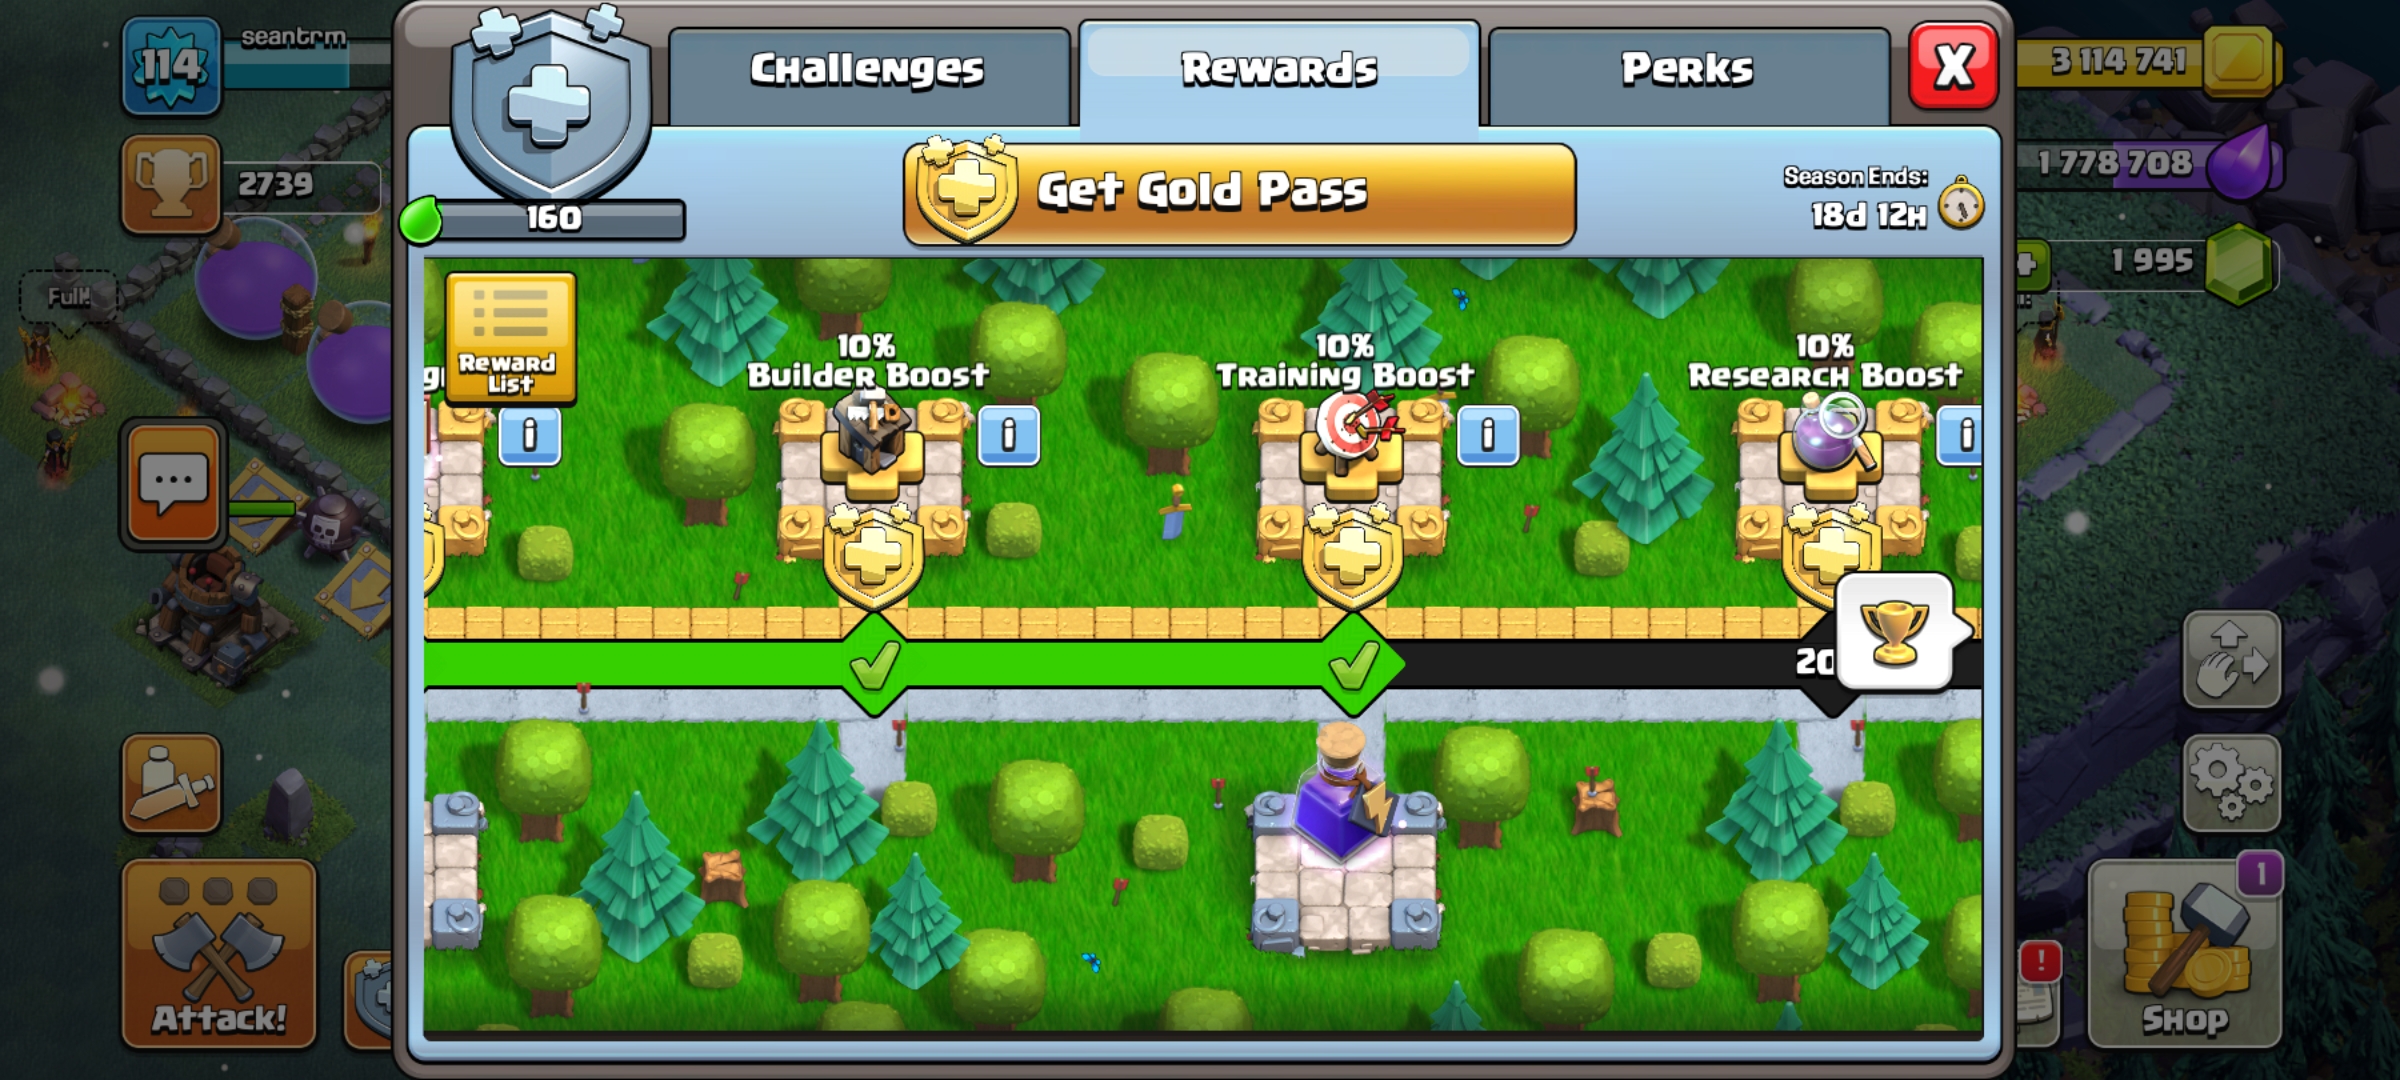 114
seantrm
Challenges
Rewards
Perks
X
3 114 741
2739
160
Get Gold Pass
Season Ends:
18d 12h
1 778 708
1 995
Full!
Reward
List
10%
Builder Boost
10%
Training Boost
10%
Research Boost
i
i
i
i
1
!
Attack!
Shop